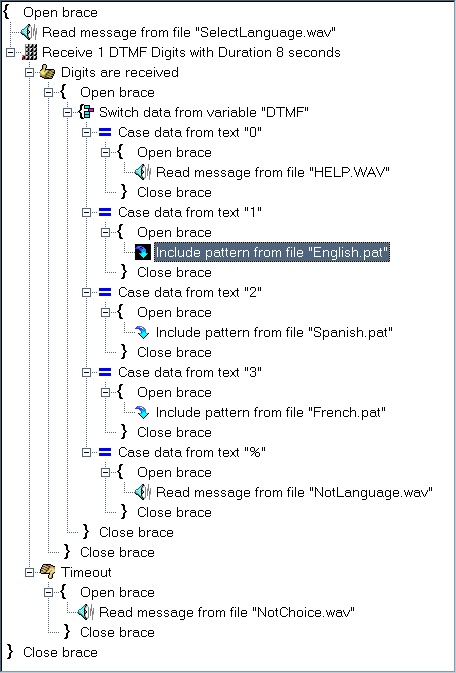 { Open brace
Read message from file "SelectLanguage.wav"
Receive 1 DTMF Digits with Duration 8 seconds
Digits are received
{ Open brace
{ Switch data from variable "DTMF"
= Case data from text "0"
{ Open brace
Read message from file "HELP.WAV"
} Close brace
= Case data from text "1"
{ Open brace
Include pattern from file "English.pat"
} Close brace
= Case data from text "2"
{ Open brace
Include pattern from file "Spanish.pat"
} Close brace
= Case data from text "3"
{ Open brace
Include pattern from file "French.pat"
} Close brace
= Case data from text "%"
{ Open brace
Read message from file "NotLanguage.wav"
} Close brace
} Close brace
} Close brace
Timeout
{ Open brace
Read message from file "NotChoice.wav"
} Close brace
} Close brace